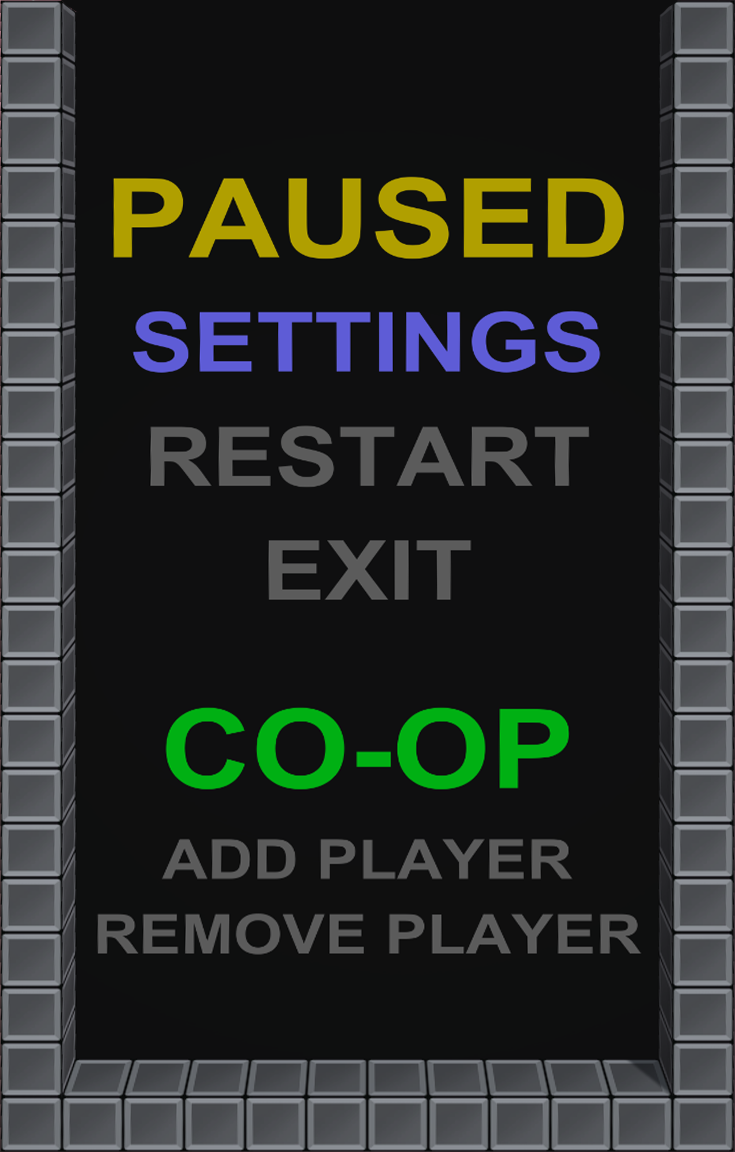 PAUSED
SETTINGS
RESTART
EXIT
CO-OP
ADD PLAYER
REMOVE PLAYER